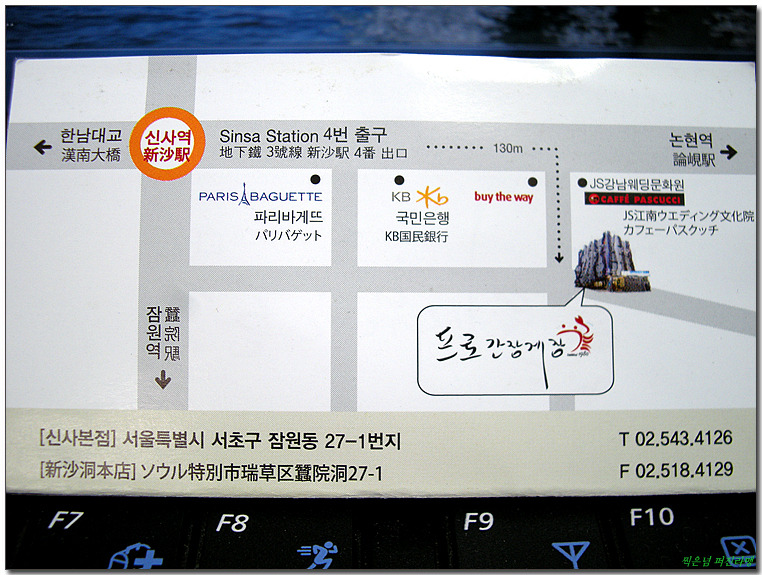 한남대교
漢南大橋
신사역
新沙駅
Sinsa Station 4번 출구
地下鐵 3號線 新沙駅 4番 出口
130m
논현역
論峴駅
PARIS BAGUETTE
파리바게뜨
パリバゲット
KB
국민은행
KB国民銀行
buy the way
JS강남웨딩문화원
CAFFÉ PASCUCCI
JS江南ウエディング文化院
カフェーパスクッチ
잠원역
蠶院駅
프로간장게장
[신사본점] 서울특별시 서초구 잠원동 27-1번지
T 02.543.4126
[新沙洞本店] ソウル特別市瑞草区蠶院洞27-1
F 02.518.4129
F7
F8
F9
F10